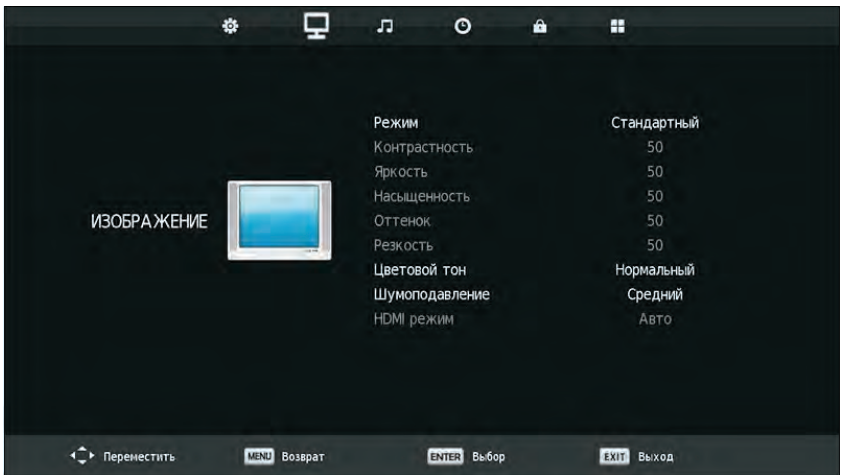 Режим Стандартный
Контрастность 50
Яркость 50
Насыщенность 50
ИЗОБРАЖЕНИЕ
Оттенок 50
Резкость 50
Цветовой тон Нормальный
Шумоподавление Средний
HDMI режим Авто
Переместить MENU Возврат ENTER Выбор EXIT Выход